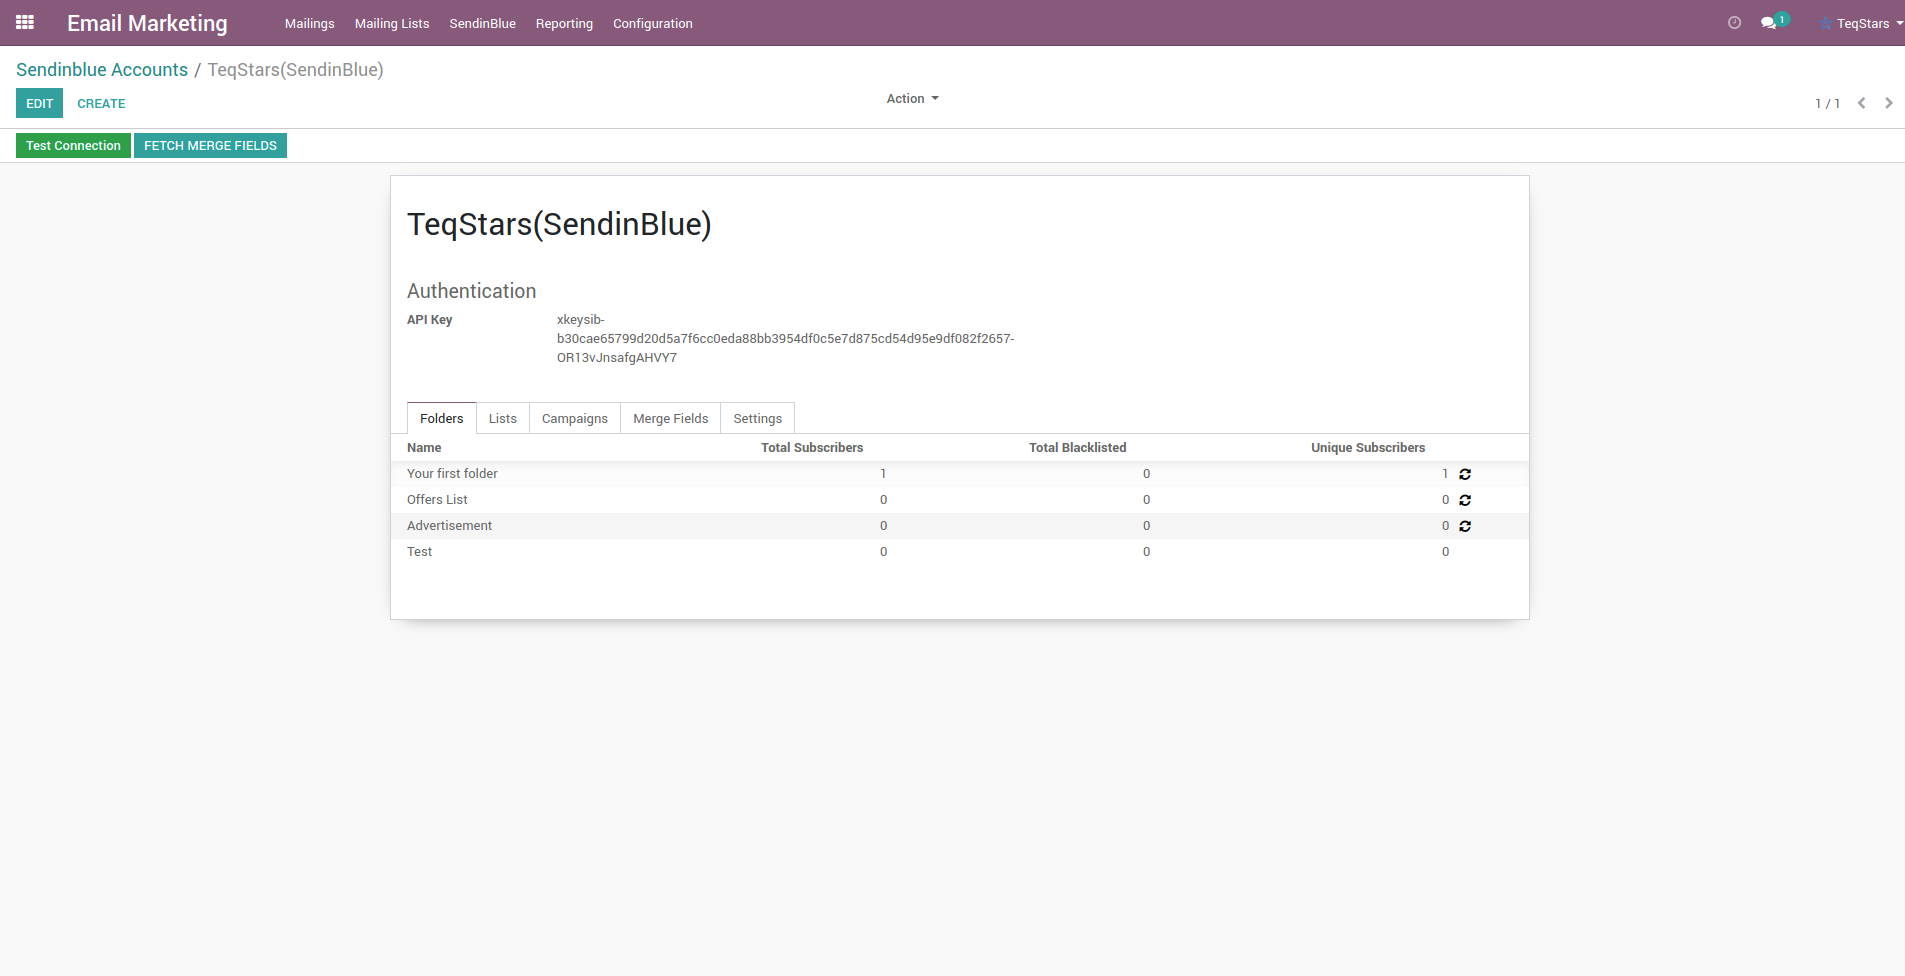 Email Marketing Mailings Mailing Lists SendinBlue Reporting Configuration 1 TeqStars
Sendinblue Accounts / TeqStars(SendinBlue)
EDIT CREATE Action 1 / 1
Test Connection FETCH MERGE FIELDS
TeqStars(SendinBlue)
Authentication
API Key xkeysib-
b30cae65799d20d5a7f6cc0eda88bb3954df0c5e7d875cd54d95e9df082f2657-
OR13vJnsafgAHVY7
Folders Lists Campaigns Merge Fields Settings
Name Total Subscribers Total Blacklisted Unique Subscribers
Your first folder 1 0 1
Offers List 0 0 0
Advertisement 0 0 0
Test 0 0 0